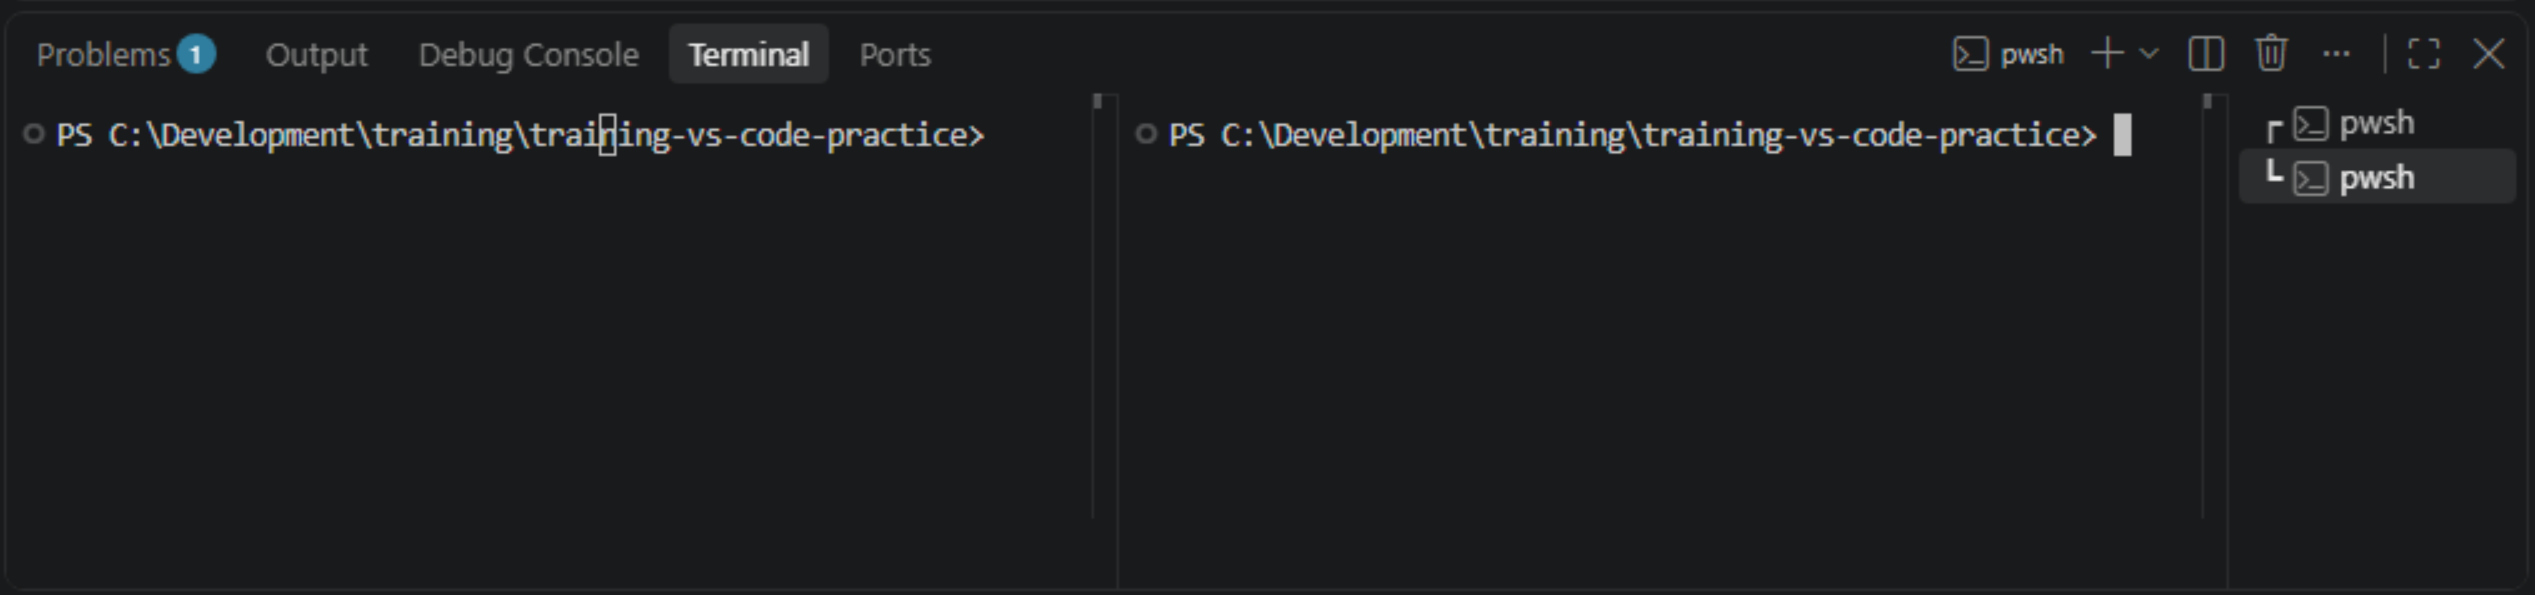 Problems 1 Output Debug Console Terminal Ports pwsh
PS C:\Development\training\training-vs-code-practice>
PS C:\Development\training\training-vs-code-practice>
pwsh
pwsh